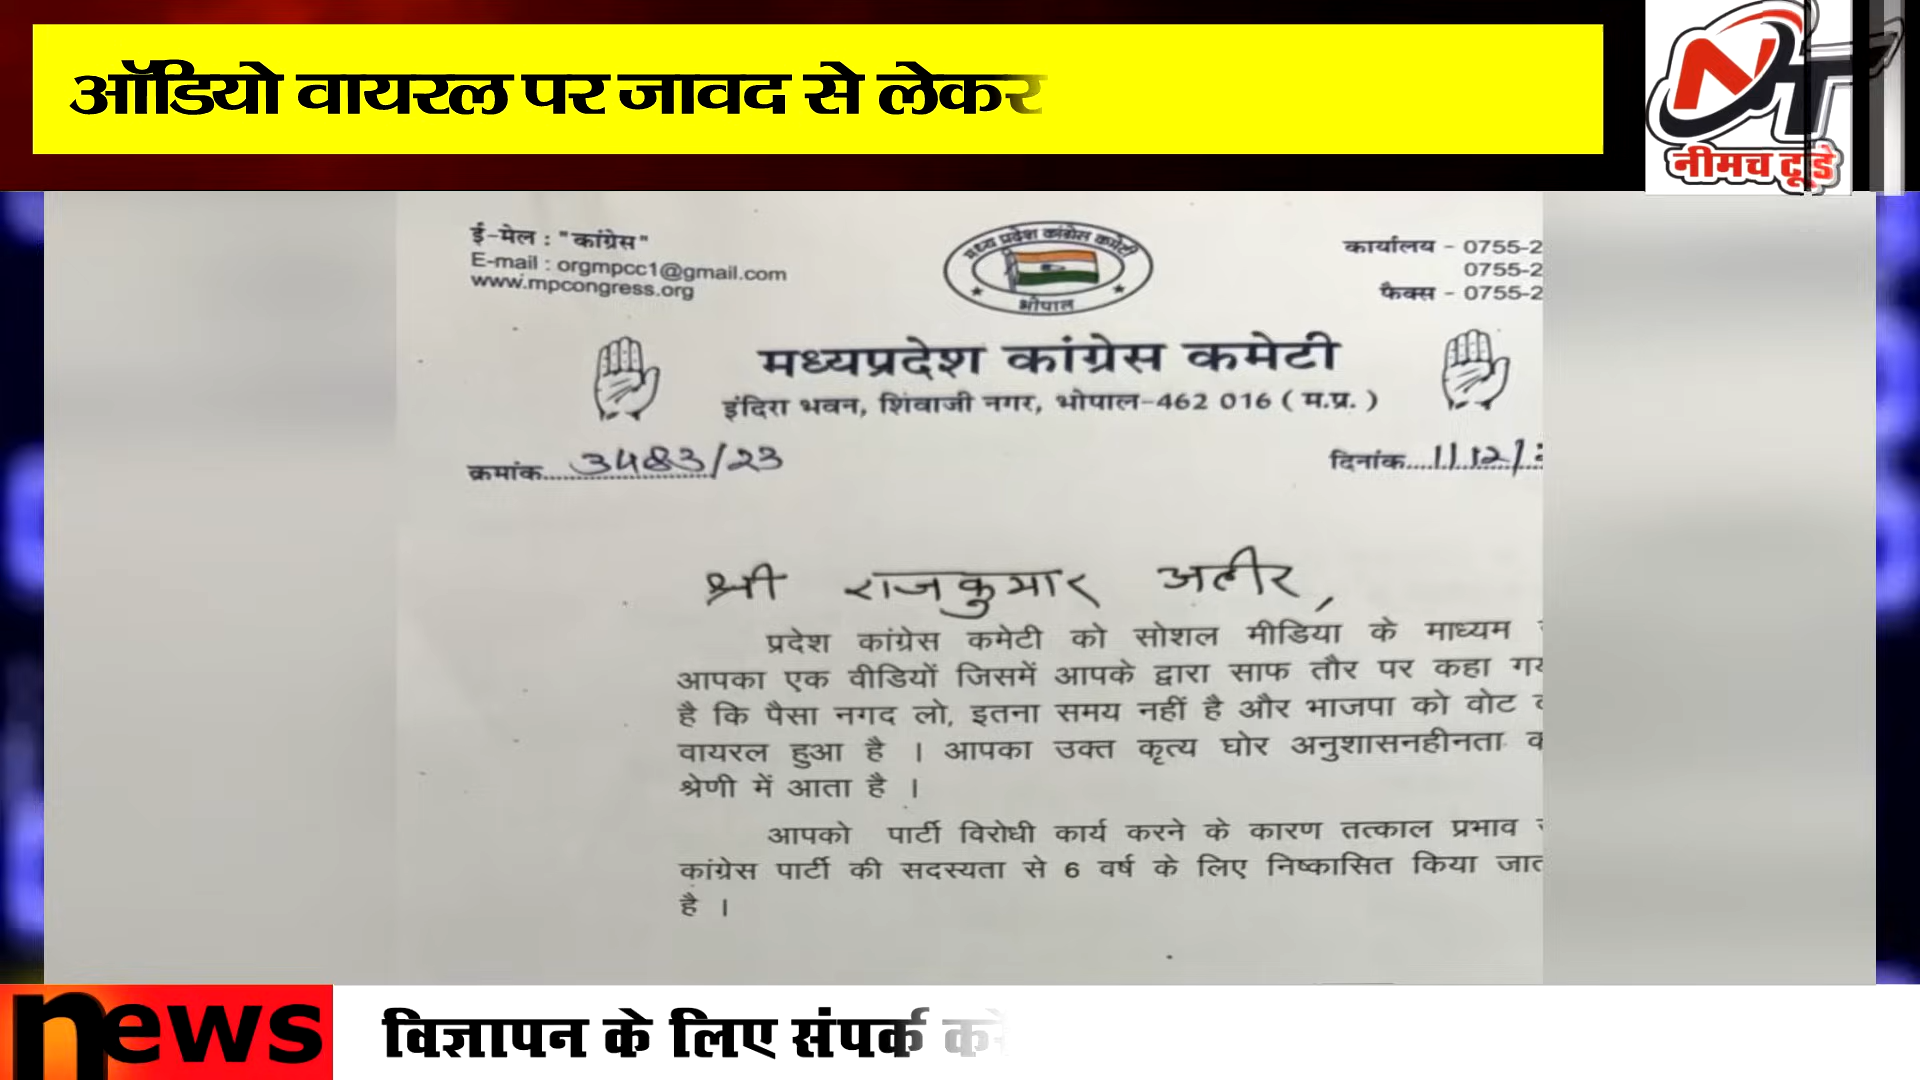 ऑडियो वायरल पर जावद से लेकर
NT
नीमच टूडे
ई-मेल : "कांग्रेस"
E-mail : orgmpcc1@gmail.com
www.mpcongress.org
मध्य प्रदेश कांग्रेस कमेटी
भोपाल
कार्यालय - 0755-2
0755-2
फैक्स - 0755-2
मध्यप्रदेश कांग्रेस कमेटी
इंदिरा भवन, शिवाजी नगर, भोपाल-462 016 ( म.प्र. )
क्रमांक 3483/23
दिनांक 11/12/
श्री राजकुमार अहीर,
प्रदेश कांग्रेस कमेटी को सोशल मीडिया के माध्यम
आपका एक वीडियों जिसमें आपके द्वारा साफ तौर पर कहा
है कि पैसा नगद लो, इतना समय नहीं है और भाजपा को वोट
वायरल हुआ है । आपका उक्त कृत्य घोर अनुशासनहीनता
श्रेणी में आता है ।
आपको पार्टी विरोधी कार्य करने के कारण तत्काल प्रभाव
कांग्रेस पार्टी की सदस्यता से 6 वर्ष के लिए निष्कासित किया
है ।
news
विज्ञापन के लिए संपर्क